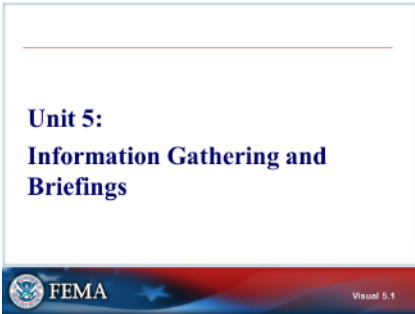 Unit 5:
Information Gathering and
Briefings
FEMA
Visual 5.1